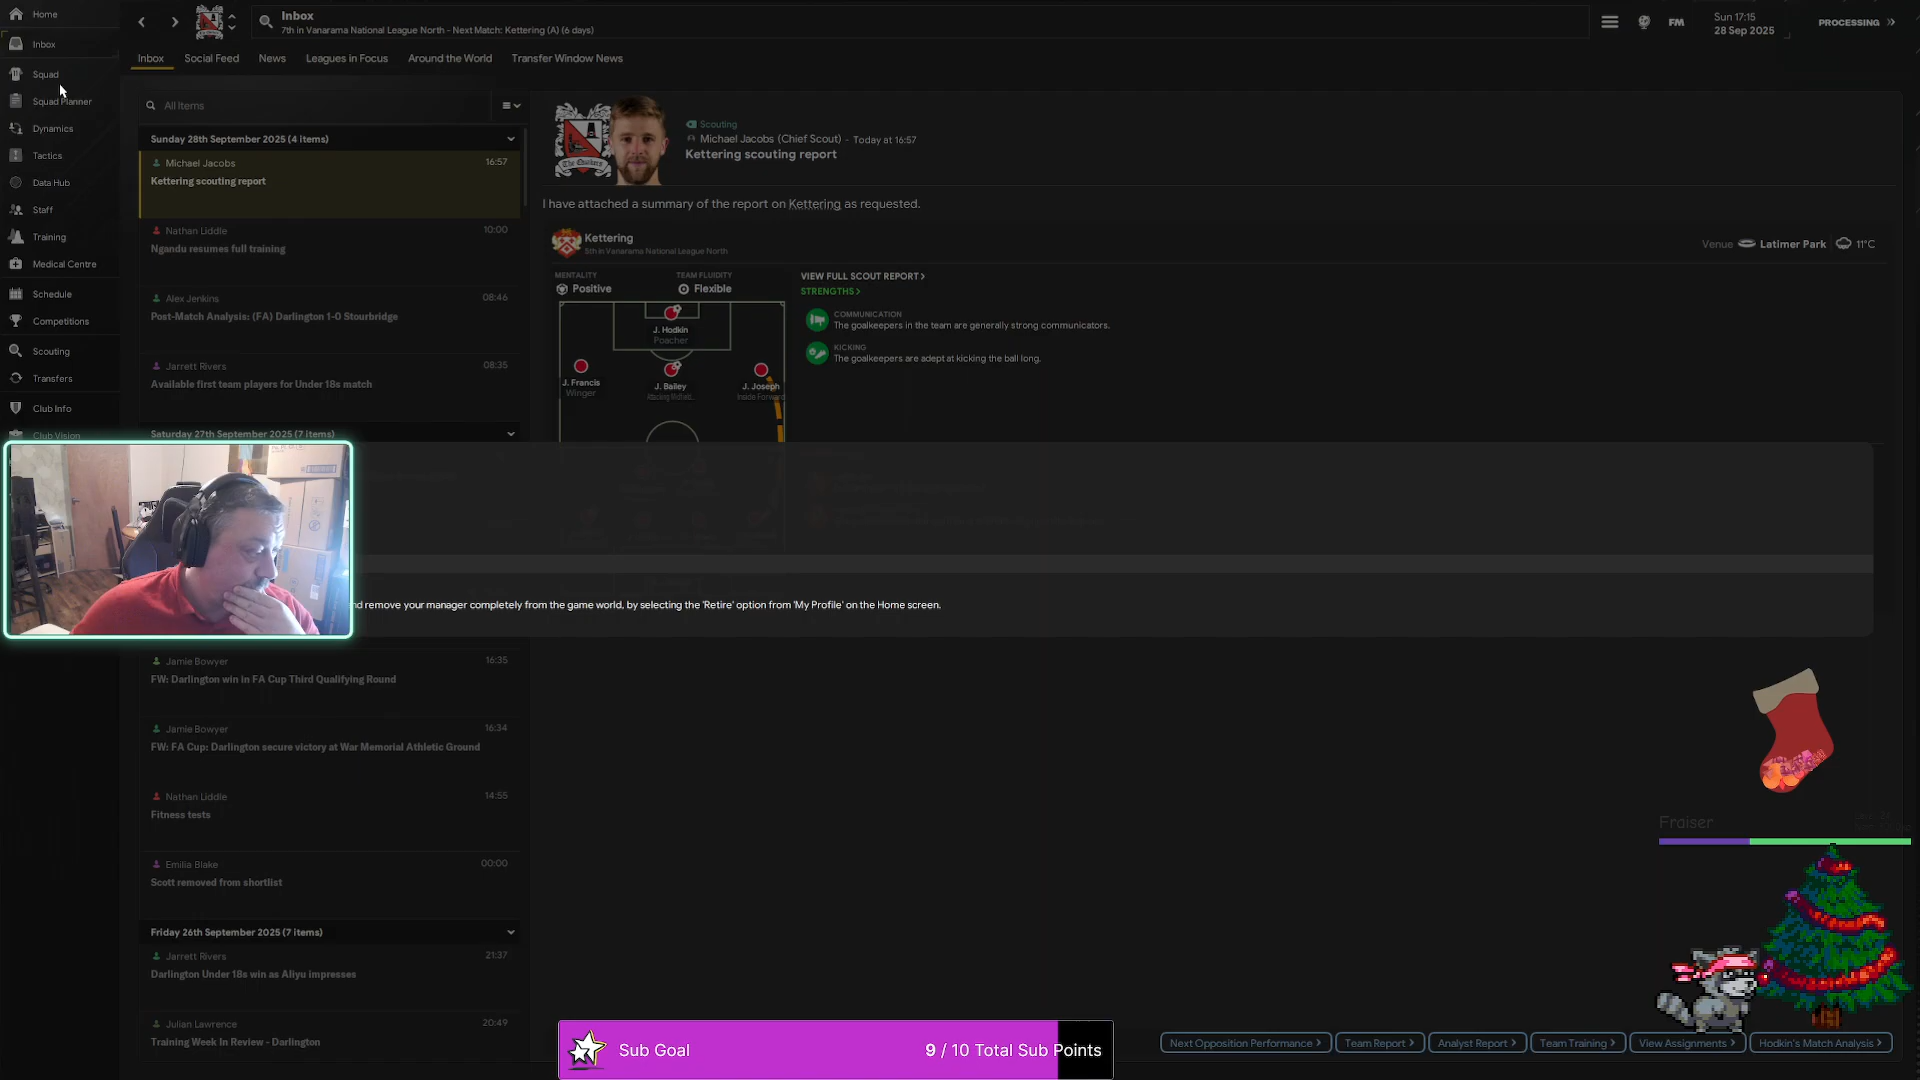 Home
Inbox
Squad
Squad Planner
Dynamics
Tactics
Data Hub
Staff
Training
Medical Centre
Schedule
Competitions
Scouting
Transfers
Club Info
Club Vision
Inbox
7th in Vanarama National League North - Next Match: Kettering (A) (6 days)
FM
Sun 17:15
28 Sep 2025
PROCESSING
Inbox
Social Feed
News
Leagues in Focus
Around the World
Transfer Window News
All Items
Sunday 28th September 2025 (4 items)
Michael Jacobs 16:57
Kettering scouting report
Nathan Liddle 10:00
Ngandu resumes full training
Alex Jenkins 08:46
Post-Match Analysis: (FA) Darlington 1-0 Stourbridge
Jarrett Rivers 08:35
Available first team players for Under 18s match
Saturday 27th September 2025 (7 items)
Jamie Bowyer 16:35
FW: Darlington win in FA Cup Third Qualifying Round
Jamie Bowyer 16:34
FW: FA Cup: Darlington secure victory at War Memorial Athletic Ground
Nathan Liddle 14:55
Fitness tests
Emilia Blake 00:00
Scott removed from shortlist
Friday 26th September 2025 (7 items)
Jarrett Rivers 21:37
Darlington Under 18s win as Aliyu impresses
Julian Lawrence 20:49
Training Week In Review - Darlington
The Quakers
Scouting
Michael Jacobs (Chief Scout) - Today at 16:57
Kettering scouting report
I have attached a summary of the report on Kettering as requested.
Kettering
5th in Vanarama National League North
Venue Latimer Park 11°C
MENTALITY
Positive
TEAM FLUIDITY
Flexible
J. Hodkin
Poacher
J. Francis
Winger
J. Bailey
J. Joseph
Inside Forward
VIEW FULL SCOUT REPORT
STRENGTHS
COMMUNICATION
The goalkeepers in the team are generally strong communicators.
KICKING
The goalkeepers are adept at kicking the ball long.
nd remove your manager completely from the game world, by selecting the 'Retire' option from 'My Profile' on the Home screen.
Fraiser
Sub Goal 9 / 10 Total Sub Points
Next Opposition Performance
Team Report
Analyst Report
Team Training
View Assignments
Hodkin's Match Analysis